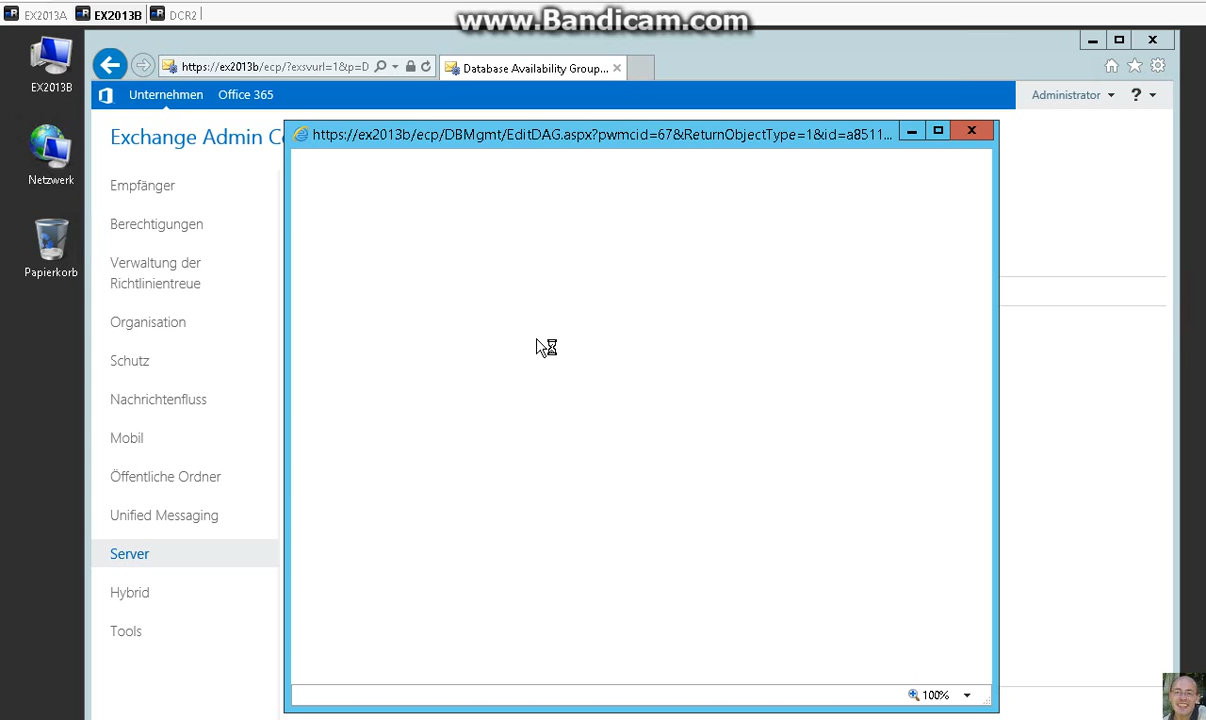 EX2013A
EX2013B
DCR2
www.Bandicam.com
EX2013B
Netzwerk
Papierkorb
https://ex2013b/ecp/?exsvurl=1&p=D
Database Availability Group...
Unternehmen
Office 365
Administrator
?
Exchange Admin C
https://ex2013b/ecp/DBMgmt/EditDAG.aspx?pwmcid=67&ReturnObjectType=1&id=a8511...
Empfänger
Berechtigungen
Verwaltung der
Richtlinientreue
Organisation
Schutz
Nachrichtenfluss
Mobil
Öffentliche Ordner
Unified Messaging
Server
Hybrid
Tools
100%